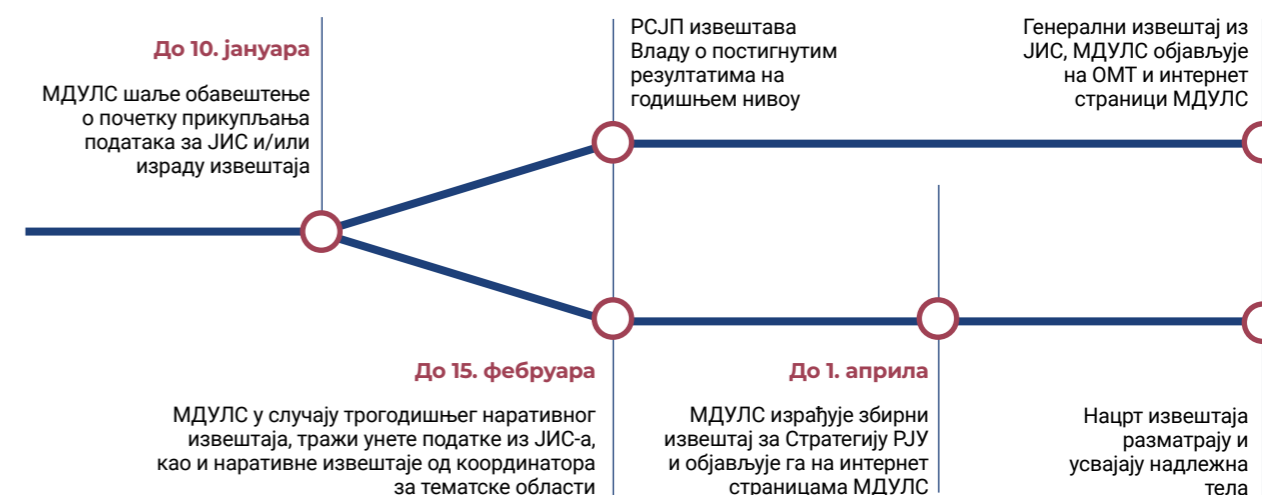 До 10. јануара
МДУЛС шаље обавештење
о почетку прикупљања
података за ЈИС и/или
израду извештаја
РСЈП извештава
Владу о постигнутим
резултатима на
годишњем нивоу
Генерални извештај из
ЈИС, МДУЛС објављује
на ОМТ и интернет
страници МДУЛС
До 15. фебруара
МДУЛС у случају трогодишњег наративног
извештаја, тражи унете податке из ЈИС-а,
као и наративне извештаје од координатора
за тематске области
До 1. априла
МДУЛС израђује збирни
извештај за Стратегију РЈУ
и објављује га на интернет
страницама МДУЛС
Нацрт извештаја
разматрају и
усвајају надлежна
тела